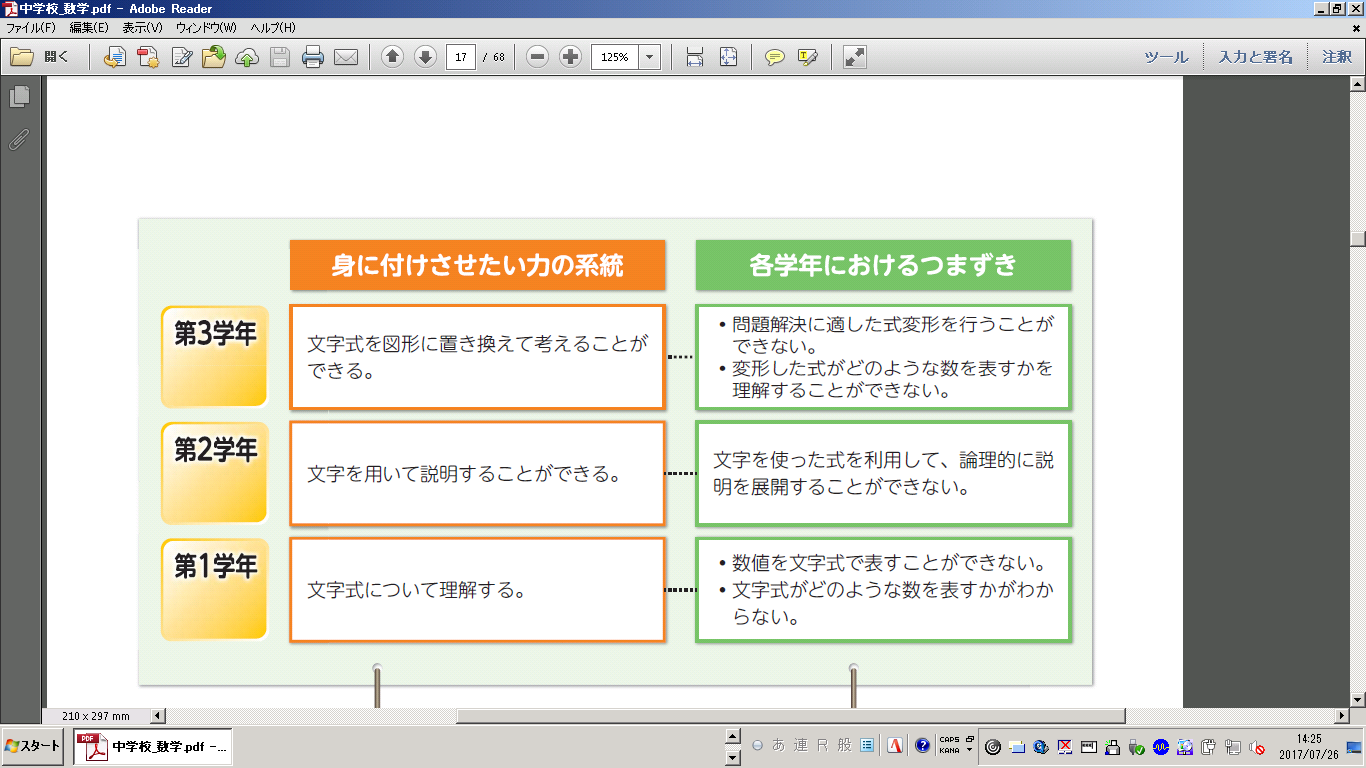 中学校_数学.pdf - Adobe Reader
ファイル(F) 編集(E) 表示(V) ウィンドウ(W) ヘルプ(H)
開く 17 / 68 125% ツール 入力と署名 注釈
身に付けさせたい力の系統 各学年におけるつまずき
第3学年
文字式を図形に置き換えて考えることが
できる。
•問題解決に適した式変形を行うことが
できない。
•変形した式がどのような数を表すかを
理解することができない。
第2学年
文字を用いて説明することができる。
文字を使った式を利用して、論理的に説
明を展開することができない。
第1学年
文字式について理解する。
•数値を文字式で表すことができない。
•文字式がどのような数を表すかがわか
らない。
210 x 297 mm
スタート 中学校_数学.pdf -... あ 連 R 般 CAPS KANA 14:25
2017/07/26